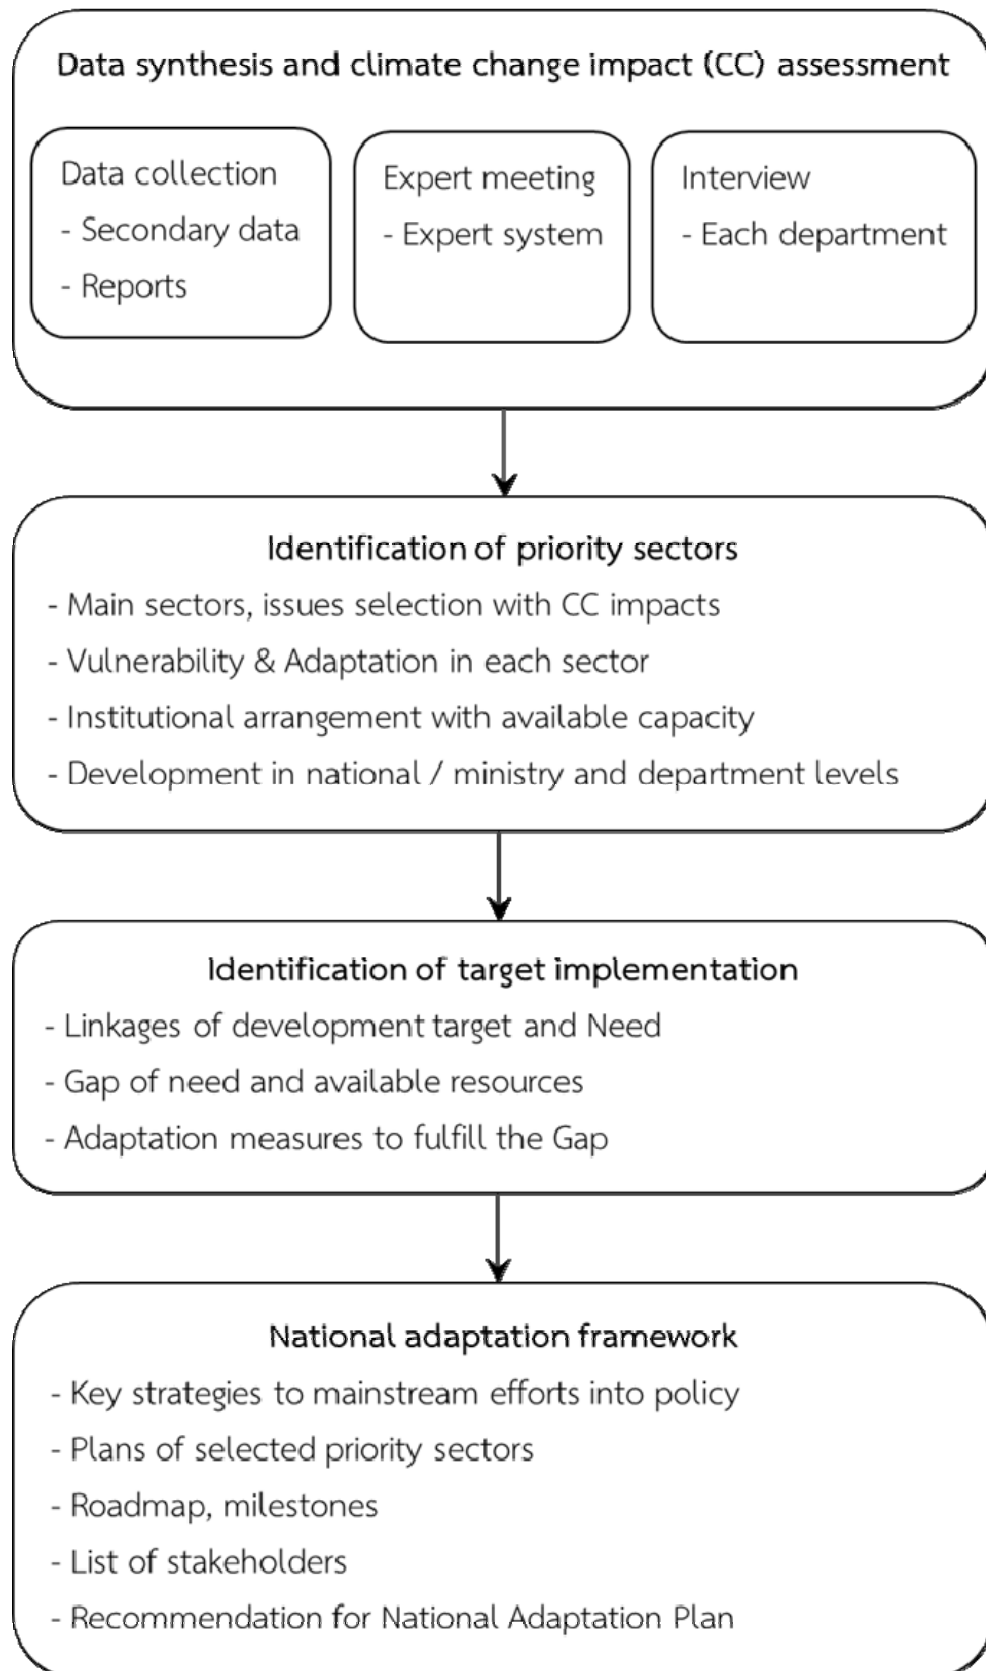 Data synthesis and climate change impact (CC) assessment
Data collection
- Secondary data
- Reports
Expert meeting
- Expert system
Interview
- Each department
Identification of priority sectors
- Main sectors, issues selection with CC impacts
- Vulnerability & Adaptation in each sector
- Institutional arrangement with available capacity
- Development in national / ministry and department levels
Identification of target implementation
- Linkages of development target and Need
- Gap of need and available resources
- Adaptation measures to fulfill the Gap
National adaptation framework
- Key strategies to mainstream efforts into policy
- Plans of selected priority sectors
- Roadmap, milestones
- List of stakeholders
- Recommendation for National Adaptation Plan